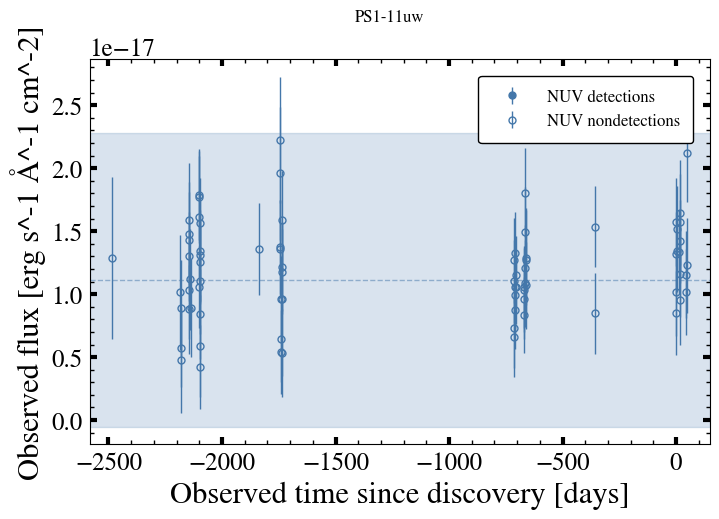 PS1-11uw
1e−17
NUV detections
NUV nondetections
2.5
2.0
1.5
1.0
0.5
0.0
Observed flux [erg s^-1 Å^-1 cm^-2]
−2500 −2000 −1500 −1000 −500 0
Observed time since discovery [days]